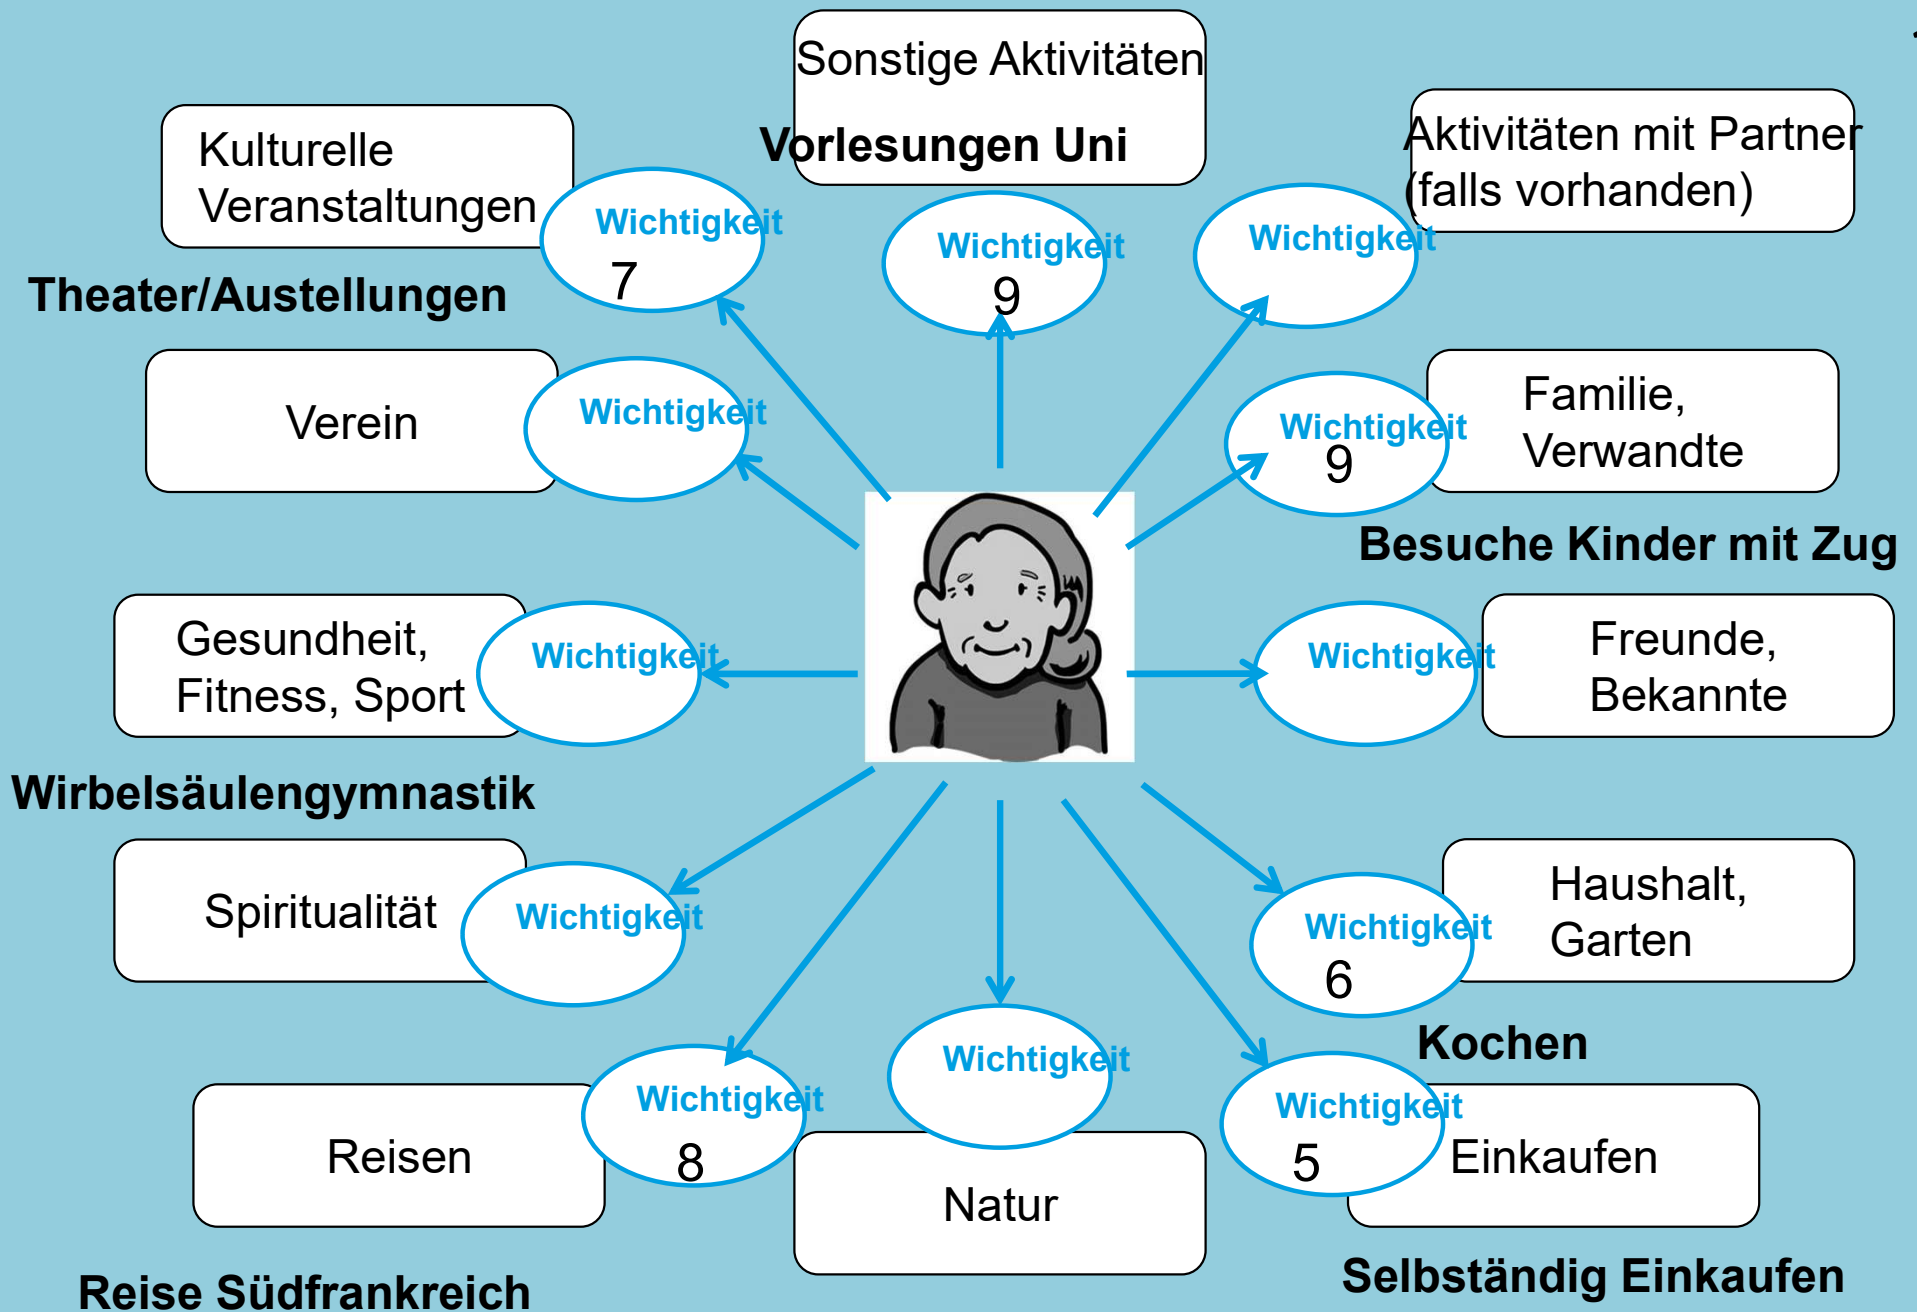 Sonstige Aktivitäten
Vorlesungen Uni
Wichtigkeit
9
Kulturelle
Veranstaltungen
Wichtigkeit
7
Theater/Austellungen
Aktivitäten mit Partner
(falls vorhanden)
Wichtigkeit
Verein
Wichtigkeit
Familie,
Verwandte
Wichtigkeit
9
Besuche Kinder mit Zug
Gesundheit,
Fitness, Sport
Wichtigkeit
Wirbelsäulengymnastik
Freunde,
Bekannte
Wichtigkeit
Spiritualität
Wichtigkeit
Haushalt,
Garten
Wichtigkeit
6
Kochen
Reisen
Wichtigkeit
8
Reise Südfrankreich
Wichtigkeit
Natur
Wichtigkeit
5
Einkaufen
Selbständig Einkaufen